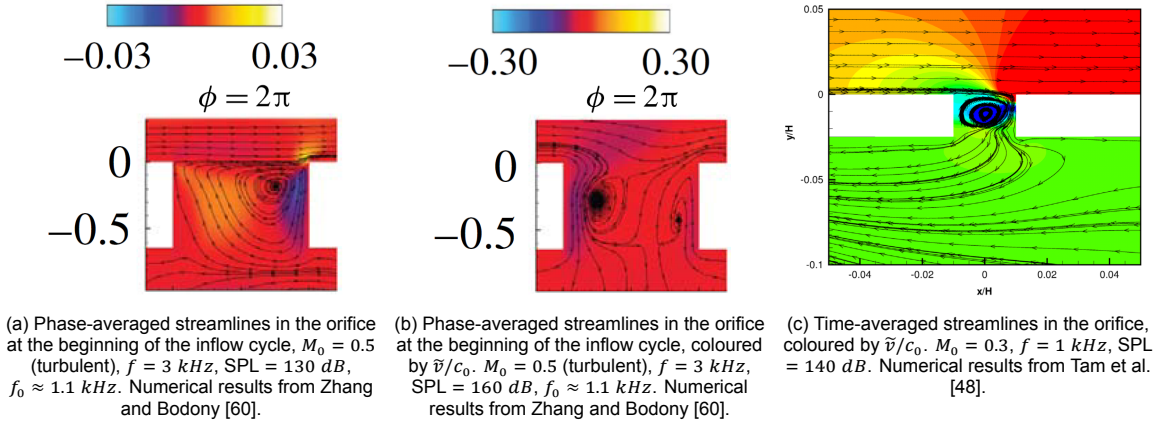 −0.03 0.03
ϕ = 2π
0
−0.5
−0.30 0.30
ϕ = 2π
0
−0.5
0.05
0
-0.05
-0.1
y/H
-0.04 -0.02 0 0.02 0.04
x/H
(a) Phase-averaged streamlines in the orifice
at the beginning of the inflow cycle, M₀ = 0.5
(turbulent), f = 3 kHz, SPL = 130 dB,
f₀ ≈ 1.1 kHz. Numerical results from Zhang
and Bodony [60].
(b) Phase-averaged streamlines in the orifice
at the beginning of the inflow cycle, coloured
by ṽ/c₀. M₀ = 0.5 (turbulent), f = 3 kHz,
SPL = 160 dB, f₀ ≈ 1.1 kHz. Numerical
results from Zhang and Bodony [60].
(c) Time-averaged streamlines in the orifice,
coloured by ṽ/c₀. M₀ = 0.3, f = 1 kHz, SPL
= 140 dB. Numerical results from Tam et al.
[48].